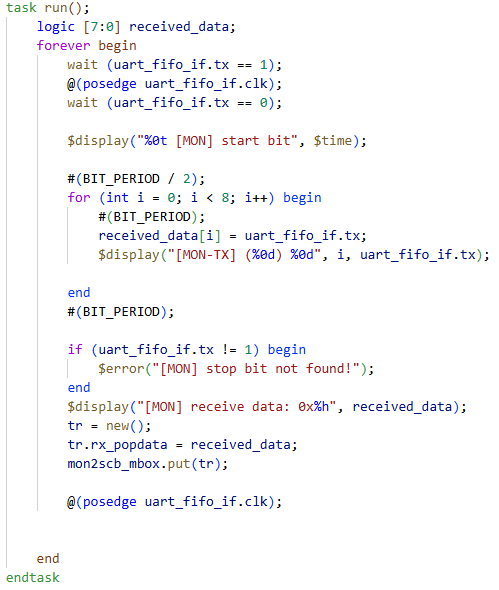 task run();
logic [7:0] received_data;
forever begin
wait (uart_fifo_if.tx == 1);
@(posedge uart_fifo_if.clk);
wait (uart_fifo_if.tx == 0);
$display("%0t [MON] start bit", $time);
#(BIT_PERIOD / 2);
for (int i = 0; i < 8; i++) begin
#(BIT_PERIOD);
received_data[i] = uart_fifo_if.tx;
$display("[MON-TX] (%0d) %0d", i, uart_fifo_if.tx);
end
#(BIT_PERIOD);
if (uart_fifo_if.tx != 1) begin
$error("[MON] stop bit not found!");
end
$display("[MON] receive data: 0x%h", received_data);
tr = new();
tr.rx_popdata = received_data;
mon2scb_mbox.put(tr);
@(posedge uart_fifo_if.clk);
end
endtask